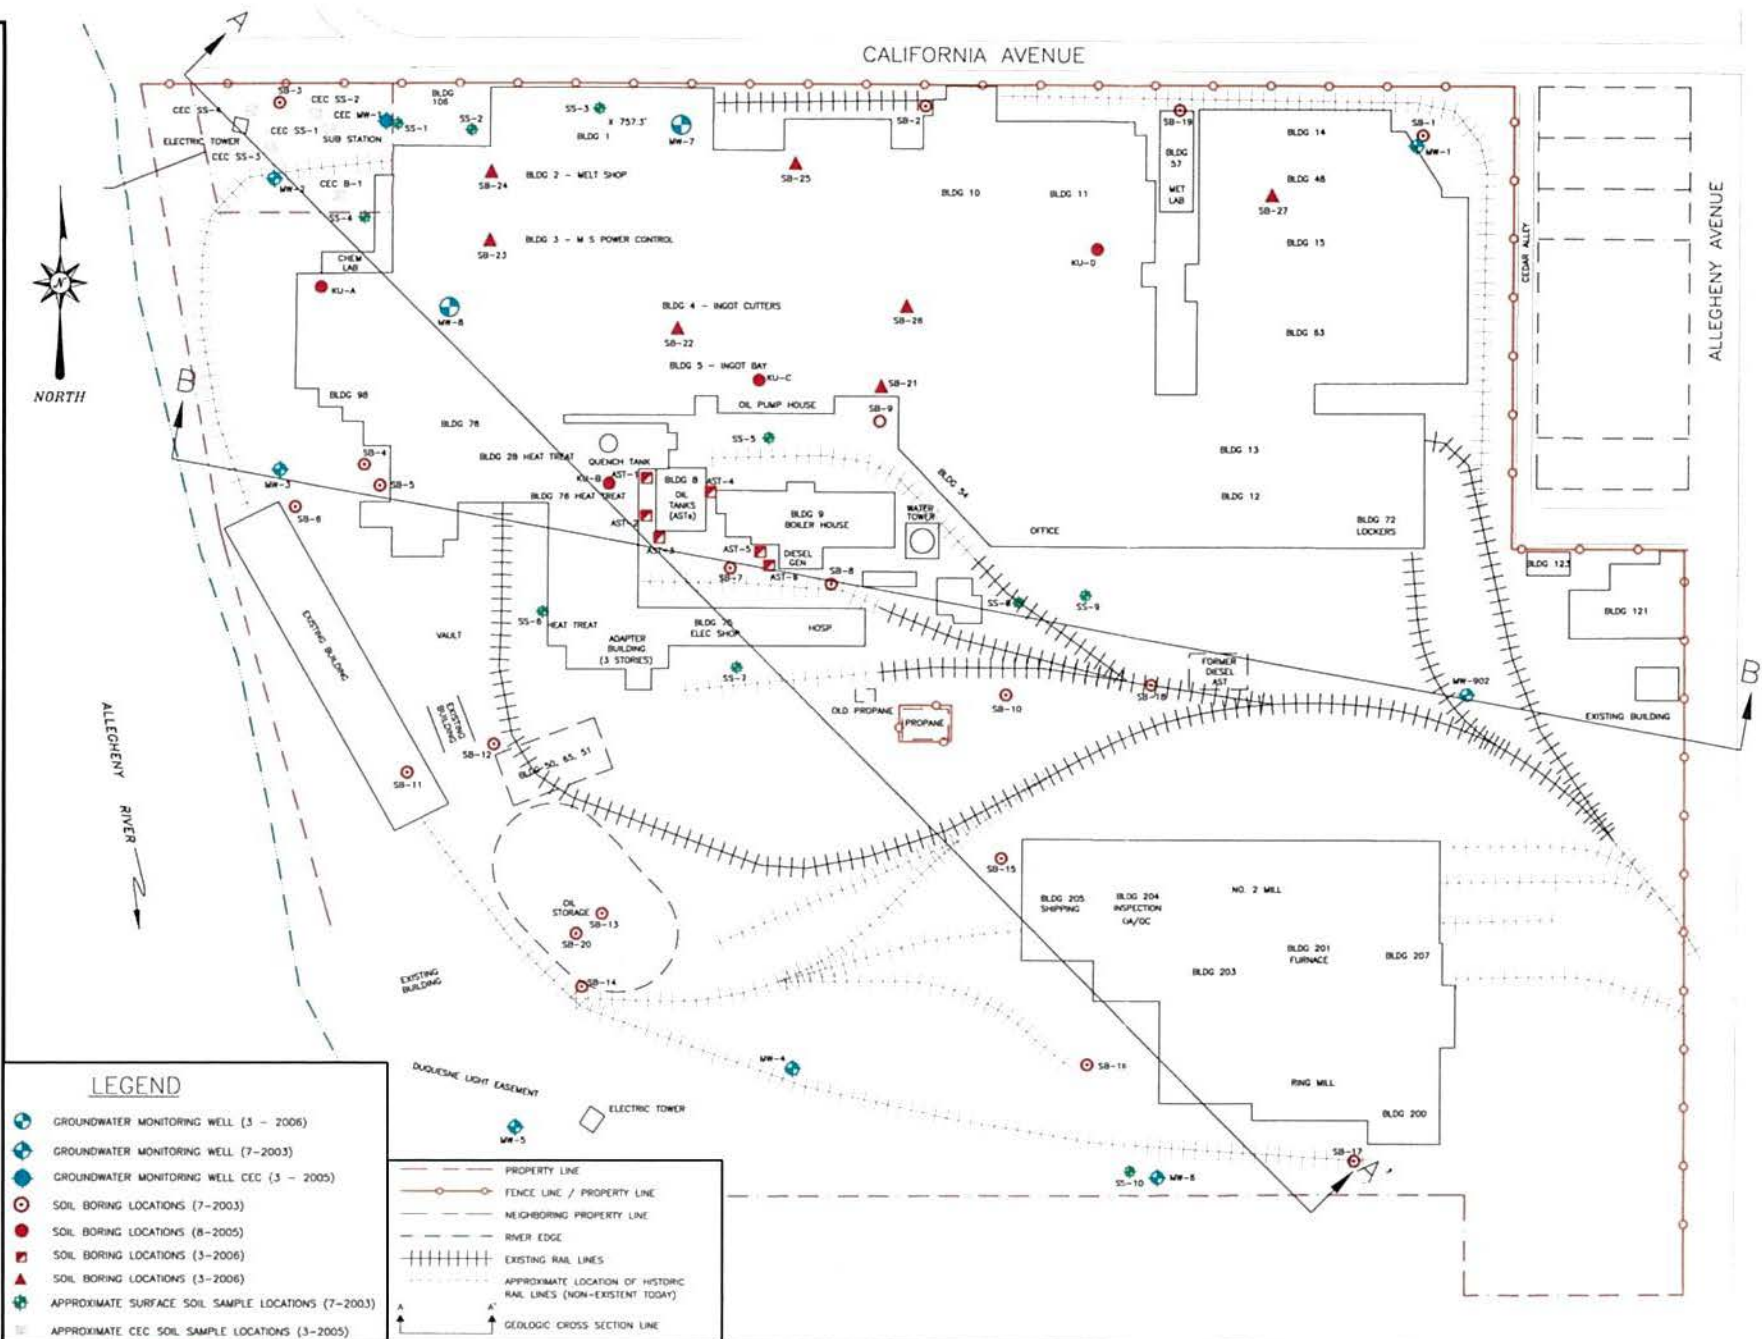 CALIFORNIA AVENUE
A
SB-3
CEC SS-2
BLDG
106
CEC SS-4
CEC MW-1
SS-1
SS-2
SS-3
X 757.3'
BLDG 1
MW-7
SB-2
SB-19
BLDG
57
MET
LAB
BLDG 14
SB-1
MW-1
CEC SS-1
SUB STATION
ELECTRIC TOWER
CEC SS-3
MW-2
CEC B-1
SS-4
SB-24
BLDG 2 - MELT SHOP
SB-25
BLDG 10
BLDG 11
BLDG 48
SB-27
CEDAR ALLEY
ALLEGHENY AVENUE
SB-23
BLDG 3 - M S POWER CONTROL
KU-D
BLDG 15
CHEM
LAB
KU-A
N
NORTH
MW-8
BLDG 4 - INGOT CUTTERS
SB-22
SB-26
BLDG 63
B
BLDG 5 - INGOT BAY
KU-C
SB-21
BLDG 98
OIL PUMP HOUSE
SB-9
BLDG 78
SS-5
BLDG 28 HEAT TREAT
QUENCH TANK
KU-B
AST-1
BLDG 8
OIL
TANKS
(ASTs)
AST-4
BLDG 54
BLDG 13
SB-4
MW-3
SB-5
BLDG 76 HEAT TREAT
BLDG 12
SB-6
AST-2
AST-3
BLDG 9
BOILER HOUSE
WATER
TOWER
OFFICE
BLDG 72
LOCKERS
AST-5
DIESEL
GEN
SB-7
AST-6
SB-8
BLDG 123
EXISTING BUILDING
VAULT
SS-6
HEAT TREAT
ADAPTER
BUILDING
(3 STORIES)
BLDG 75
ELEC SHOP
HOSP
SS-8
SS-9
BLDG 121
SS-7
FORMER
DIESEL
AST
SB-18
MW-902
B
EXISTING BUILDING
ALLEGHENY
RIVER
EXISTING
BUILDING
OLD PROPANE
PROPANE
SB-10
SB-12
BLDG 50, 65, 51
SB-11
SB-15
OIL
STORAGE
SB-13
SB-20
BLDG 205
SHIPPING
BLDG 204
INSPECTION
QA/QC
NO. 2 MILL
BLDG 201
FURNACE
BLDG 207
BLDG 203
EXISTING
BUILDING
SB-14
MW-4
SB-16
RING MILL
BLDG 200
DUQUESNE LIGHT EASEMENT
ELECTRIC TOWER
MW-5
SB-17
A'
SS-10
MW-6
LEGEND
GROUNDWATER MONITORING WELL (3 - 2006)
GROUNDWATER MONITORING WELL (7-2003)
GROUNDWATER MONITORING WELL CEC (3 - 2005)
SOIL BORING LOCATIONS (7-2003)
SOIL BORING LOCATIONS (8-2005)
SOIL BORING LOCATIONS (3-2006)
SOIL BORING LOCATIONS (3-2006)
APPROXIMATE SURFACE SOIL SAMPLE LOCATIONS (7-2003)
APPROXIMATE CEC SOIL SAMPLE LOCATIONS (3-2005)
PROPERTY LINE
FENCE LINE / PROPERTY LINE
NEIGHBORING PROPERTY LINE
RIVER EDGE
EXISTING RAIL LINES
APPROXIMATE LOCATION OF HISTORIC
RAIL LINES (NON-EXISTENT TODAY)
A A'
GEOLOGIC CROSS SECTION LINE